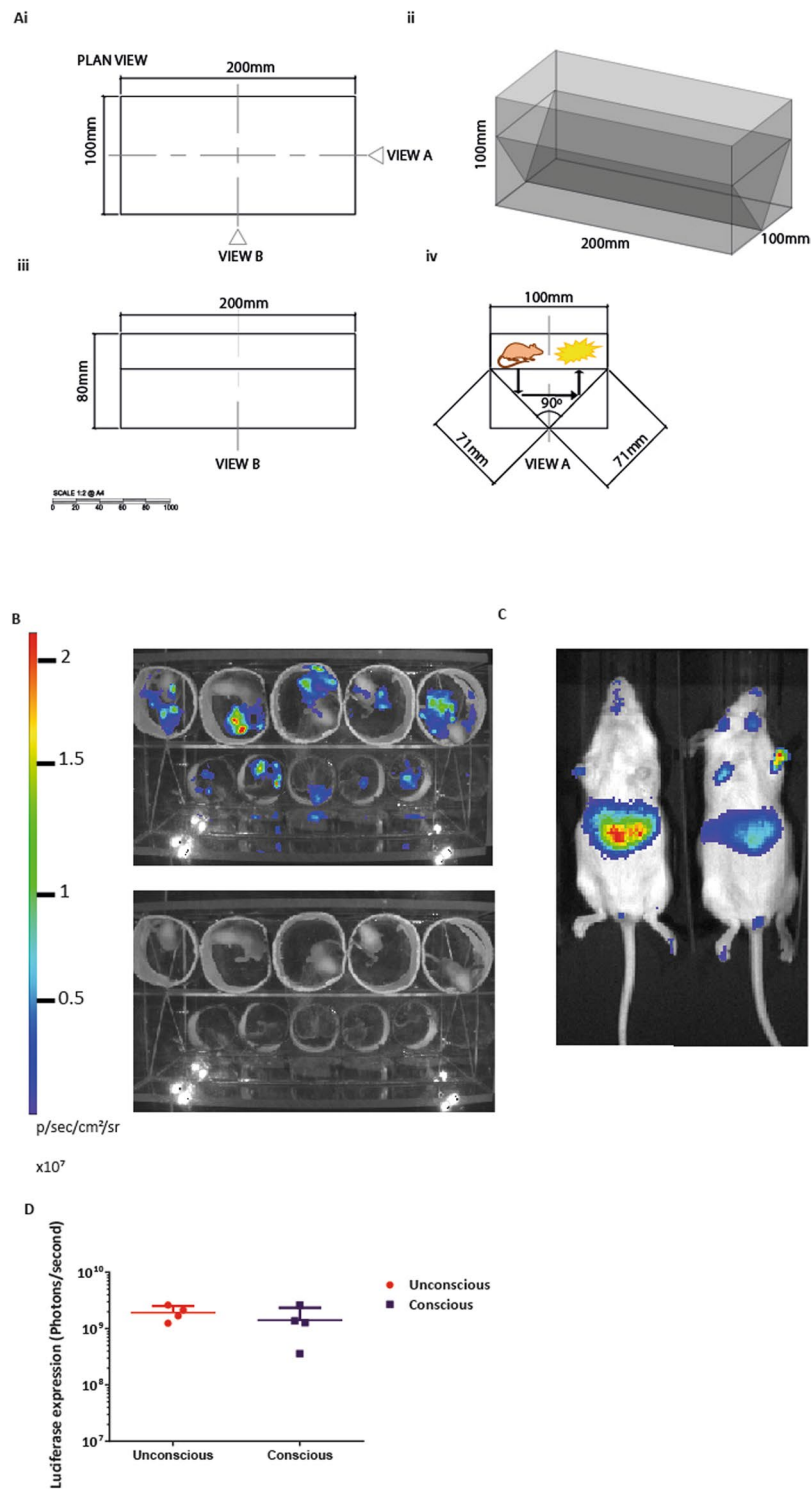 Ai
ii
PLAN VIEW
200mm
100mm
VIEW A
VIEW B
100mm
200mm
100mm
iii
iv
200mm
80mm
VIEW B
100mm
90º
71mm
VIEW A
71mm
SCALE 1:2 @ A4
0 20 40 60 80 1000
B
C
2
1.5
1
0.5
p/sec/cm²/sr
x10⁷
D
Luciferase expression (Photons/second)
10¹⁰
10⁹
10⁸
10⁷
Unconscious
Conscious
Unconscious
Conscious